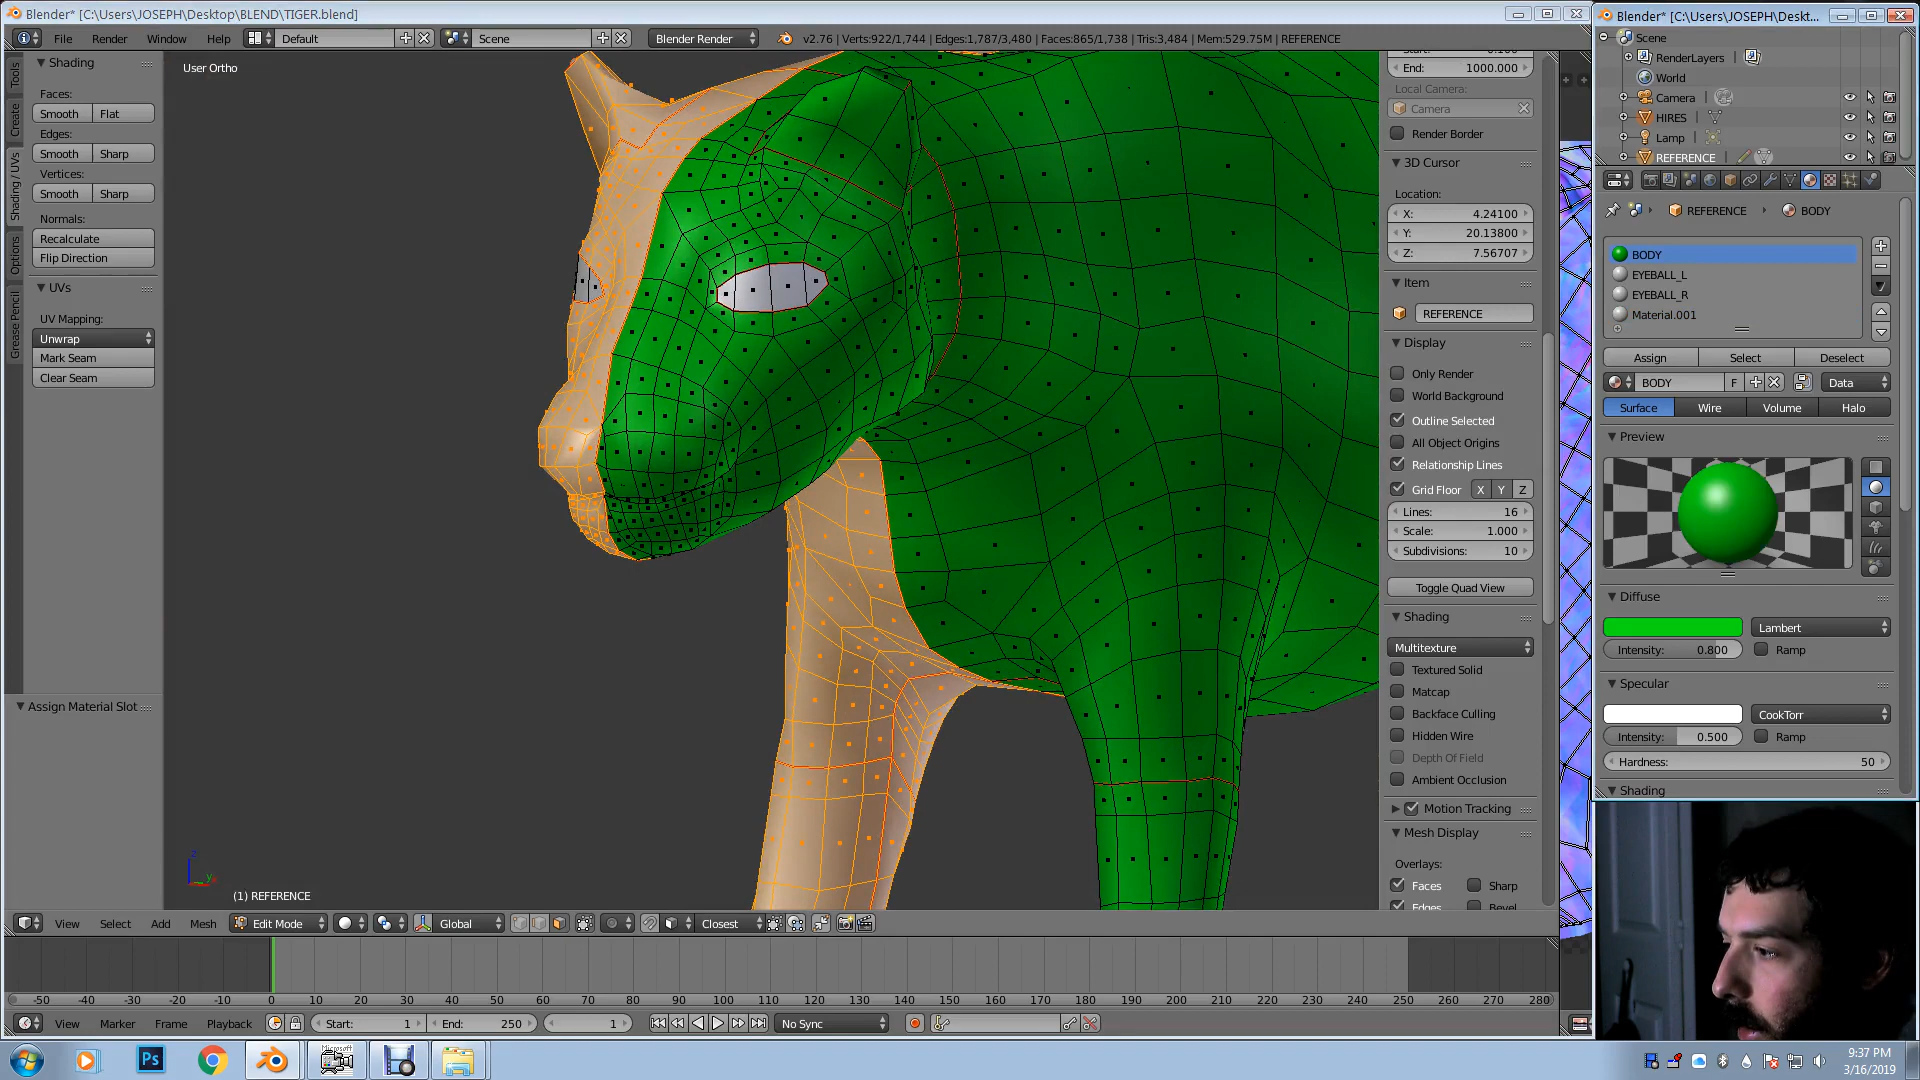 Blender* [C:\Users\JOSEPH\Desktop\BLEND\TIGER.blend]
File Render Window Help Default Scene Blender Render v2.76 | Verts:922/1,744 | Edges:1,787/3,480 | Faces:865/1,738 | Tris:3,484 | Mem:529.75M | REFERENCE
Tools
Create
Shading / UVs
Options
Grease Pencil
Shading
Faces:
Smooth Flat
Edges:
Smooth Sharp
Vertices:
Smooth Sharp
Normals:
Recalculate
Flip Direction
UVs
UV Mapping:
Unwrap
Mark Seam
Clear Seam
Assign Material Slot
User Ortho
(1) REFERENCE
z
y
End: 1000.000
Local Camera:
Camera
Render Border
3D Cursor
Location:
X: 4.24100
Y: 20.13800
Z: 7.56707
Item
REFERENCE
Display
Only Render
World Background
Outline Selected
All Object Origins
Relationship Lines
Grid Floor X Y Z
Lines: 16
Scale: 1.000
Subdivisions: 10
Toggle Quad View
Shading
Multitexture
Textured Solid
Matcap
Backface Culling
Hidden Wire
Depth Of Field
Ambient Occlusion
Motion Tracking
Mesh Display
Overlays:
Faces Sharp
Edges Bevel
View Select Add Mesh Edit Mode Global Closest
-50 -40 -30 -20 -10 0 10 20 30 40 50 60 70 80 90 100 110 120 130 140 150 160 170 180 190 200 210 220 230 240 250 260 270 280
View Marker Frame Playback Start: 1 End: 250 1 No Sync
Blender* [C:\Users\JOSEPH\Deskt...
Scene
RenderLayers
World
Camera
HIRES
Lamp
REFERENCE
REFERENCE BODY
BODY
EYEBALL_L
EYEBALL_R
Material.001
Assign Select Deselect
BODY F Data
Surface Wire Volume Halo
Preview
Diffuse
Lambert
Intensity: 0.800 Ramp
Specular
CookTorr
Intensity: 0.500 Ramp
Hardness: 50
Shading
Ps
Microsoft
9:37 PM
3/16/2019